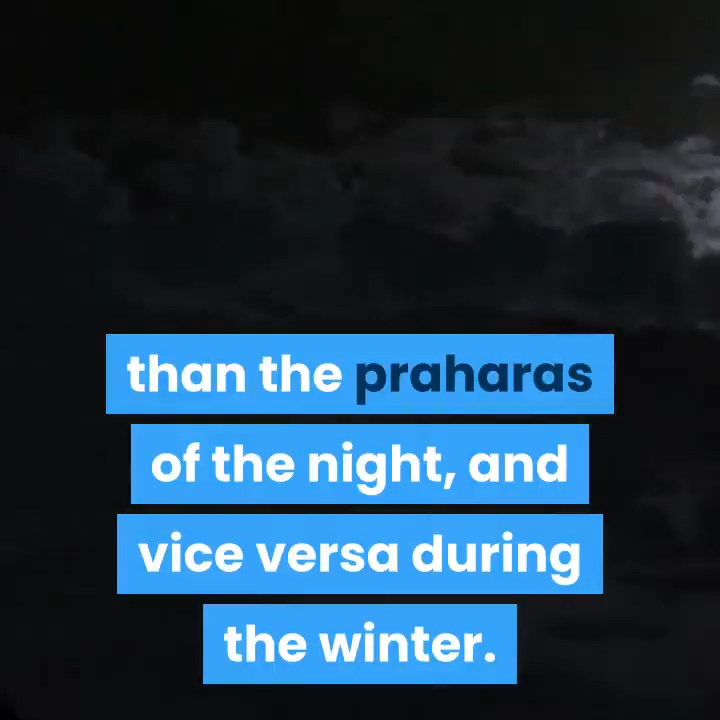 than the praharas
of the night, and
vice versa during
the winter.